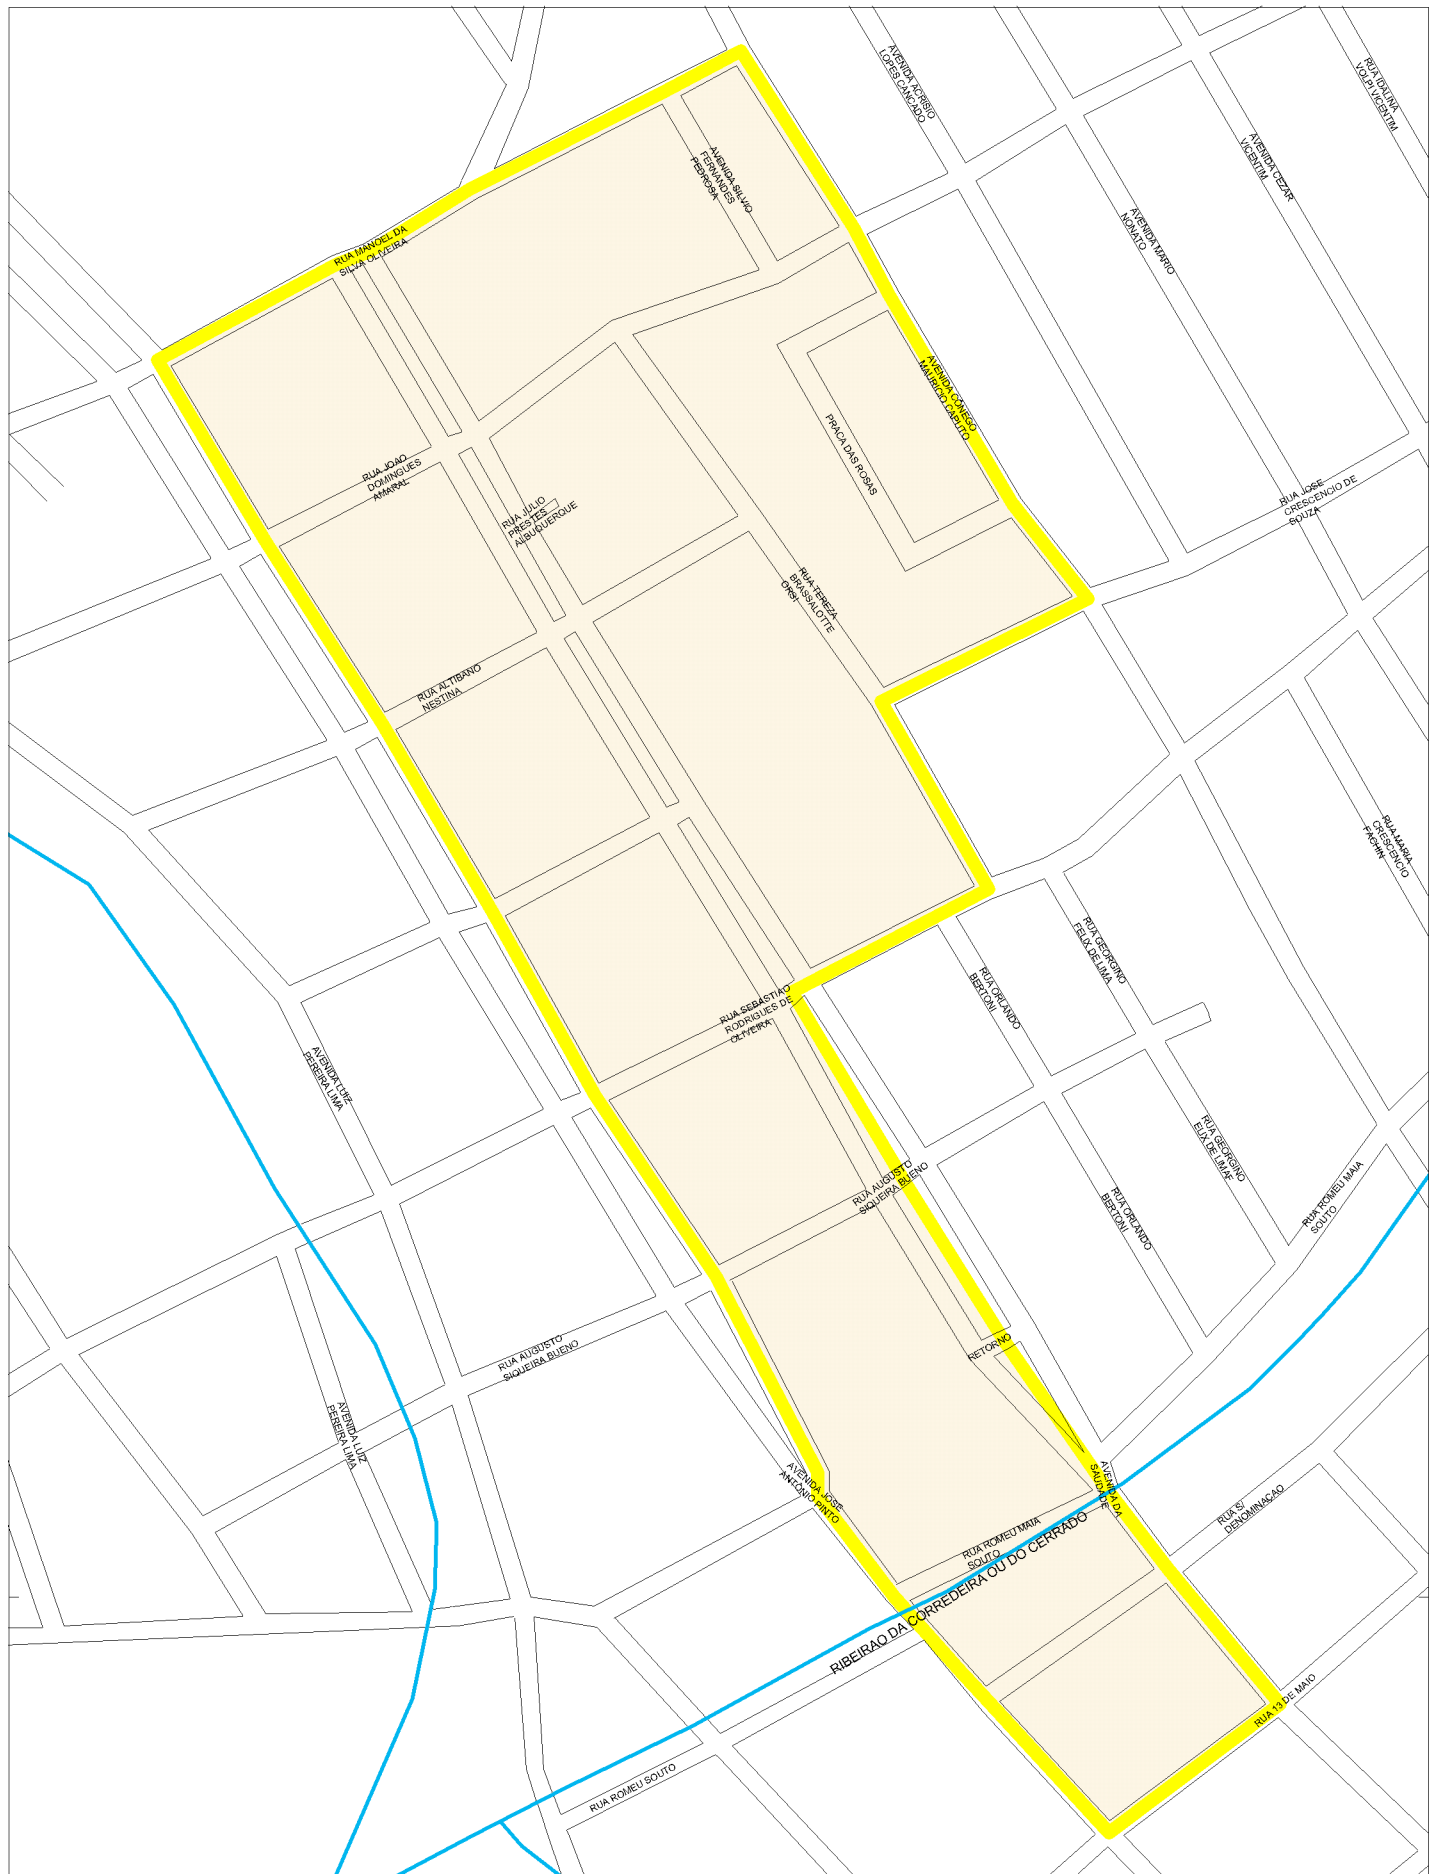 AVENIDA ACRISIO
LOPES CANCADO
RUA IDALINA
VOLPI VICENTIM
AVENIDA CEZAR
VICENTIM
AVENIDA SILVIO
FERNANDES
PEDROSA
AVENIDA MARIO
NONATO
RUA MANOEL DA
SILVA OLIVEIRA
AVENIDA CÔNEGO
MAURICIO CAPUTO
PRACA DAS ROSAS
RUA JOAO
DOMINGUES
AMARAL
RUA JULIO
PRESTES
ALBUQUERQUE
RUA JOSE
CRESCENCIO DE
SOUZA
RUA TEREZA
BRASSALOTTE
ORSI
RUA ALTIBANO
NESTINA
RUA MARIA
CRESCENCIO
FACHIN
RUA GEORGINO
FELIX DE LIMA
RUA ORLANDO
BERTONI
RUA SEBASTIAO
RODRIGUES DE
OLIVEIRA
AVENIDA LUIZ
PEREIRA LIMA
RUA GEORGINO
ELIX DE LIMAF
RUA AUGUSTO
SIQUEIRA BUENO
RUA ORLANDO
BERTONI
RUA ROMEU MAIA
SOUTO
RETORNO
RUA AUGUSTO
SIQUEIRA BUENO
AVENIDA LUIZ
PEREIRA LIMA
AVENIDA JOSE
ANTÔNIO PINTO
AVENIDA DA
SAUDADE
RUA S/
DENOMINACAO
RUA ROMEU MAIA
SOUTO
RIBEIRAO DA CORREDEIRA OU DO CERRADO
RUA 13 DE MAIO
RUA ROMEU SOUTO